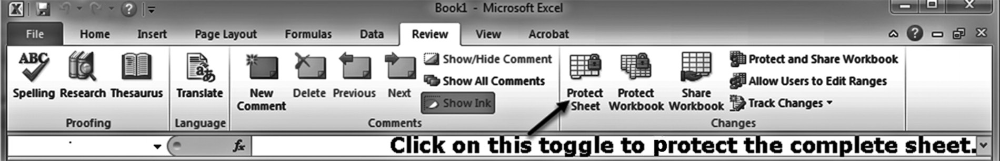 Book1 - Microsoft Excel
File Home Insert Page Layout Formulas Data Review View Acrobat
ABC
Spelling Research Thesaurus
Proofing
Translate
Language
New Comment
Delete Previous Next
Show/Hide Comment
Show All Comments
Show Ink
Comments
Protect Sheet
Protect Workbook
Share Workbook
Protect and Share Workbook
Allow Users to Edit Ranges
Track Changes
Changes
fx
Click on this toggle to protect the complete sheet.